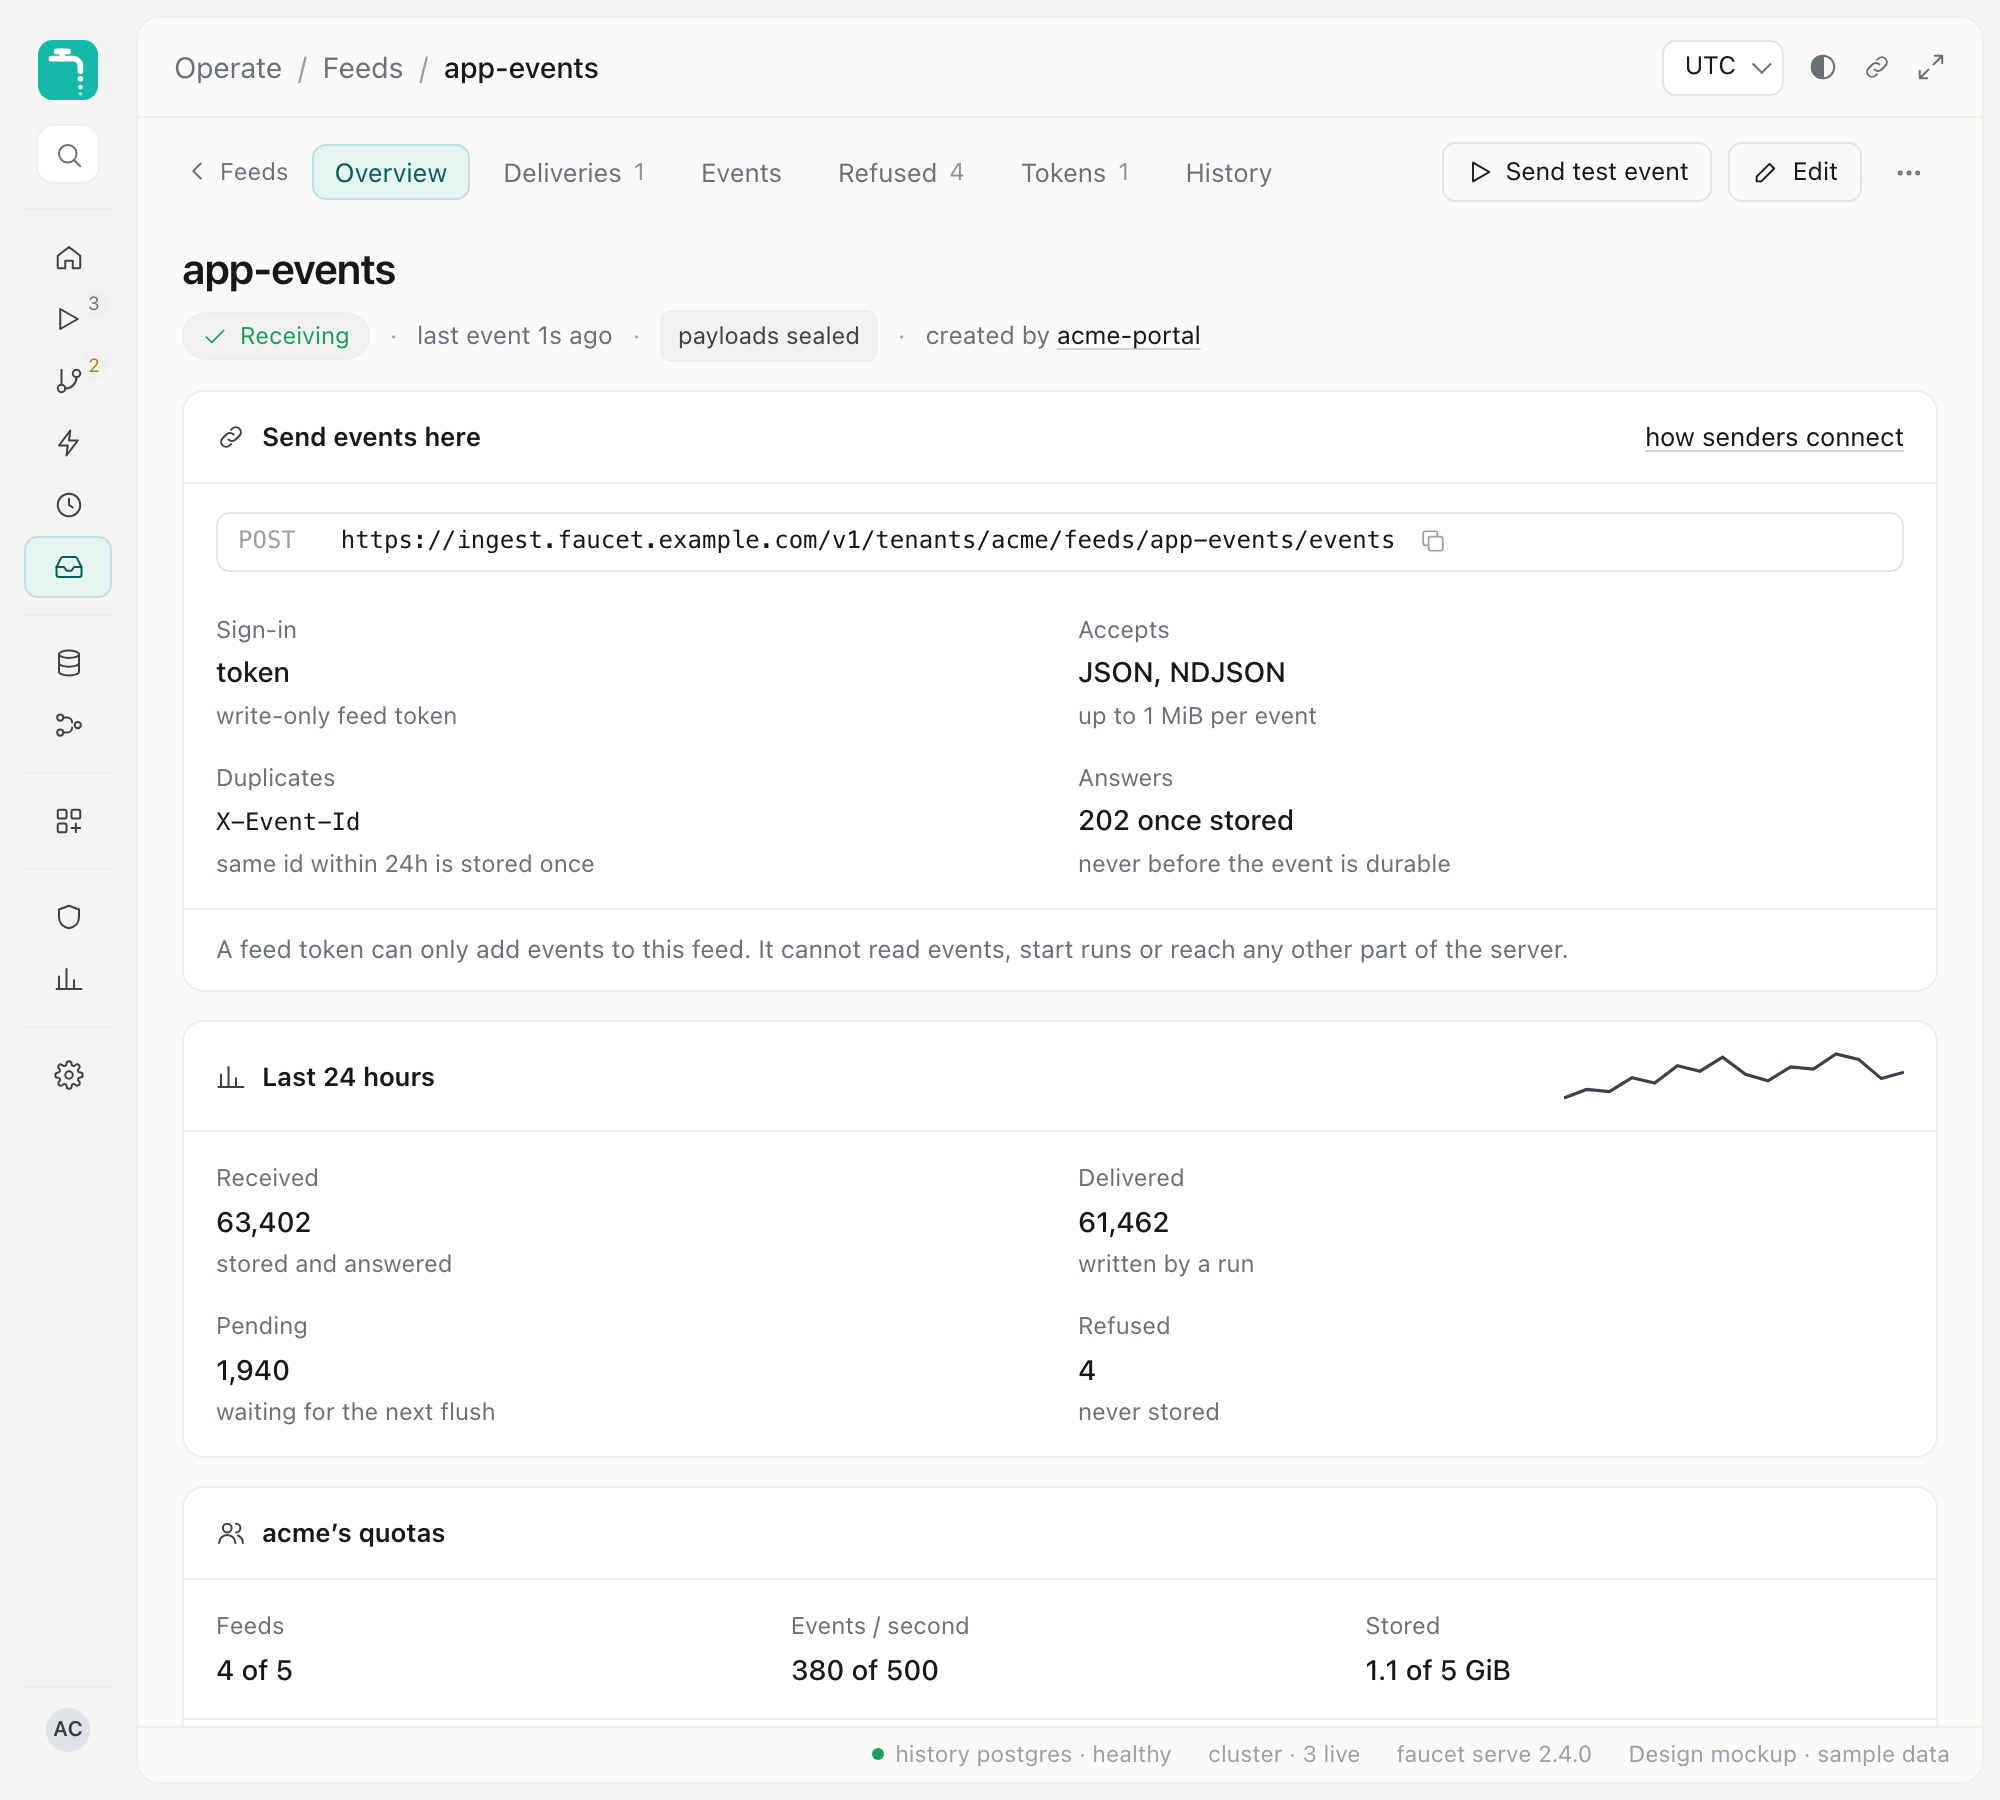 Operate / Feeds / app-events
UTC
Feeds
Overview
Deliveries 1
Events
Refused 4
Tokens 1
History
Send test event
Edit
3
2
app-events
Receiving · last event 1s ago · payloads sealed · created by acme-portal
Send events here
how senders connect
POST https://ingest.faucet.example.com/v1/tenants/acme/feeds/app-events/events
Sign-in
token
write-only feed token
Accepts
JSON, NDJSON
up to 1 MiB per event
Duplicates
X-Event-Id
same id within 24h is stored once
Answers
202 once stored
never before the event is durable
A feed token can only add events to this feed. It cannot read events, start runs or reach any other part of the server.
Last 24 hours
Received
63,402
stored and answered
Delivered
61,462
written by a run
Pending
1,940
waiting for the next flush
Refused
4
never stored
acme’s quotas
Feeds
4 of 5
Events / second
380 of 500
Stored
1.1 of 5 GiB
AC
history postgres · healthy
cluster · 3 live
faucet serve 2.4.0
Design mockup · sample data